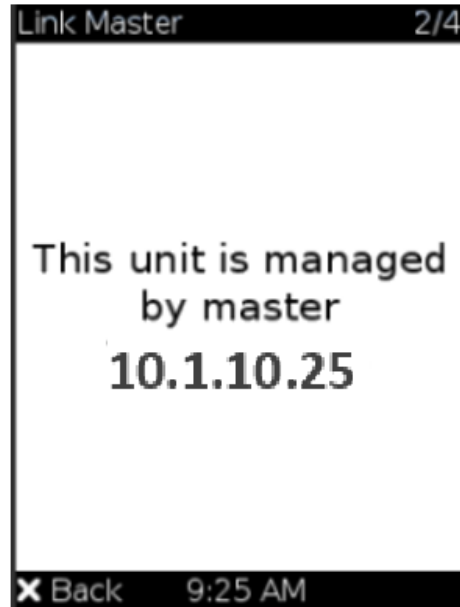 Link Master 2/4
This unit is managed
by master
10.1.10.25
X Back 9:25 AM